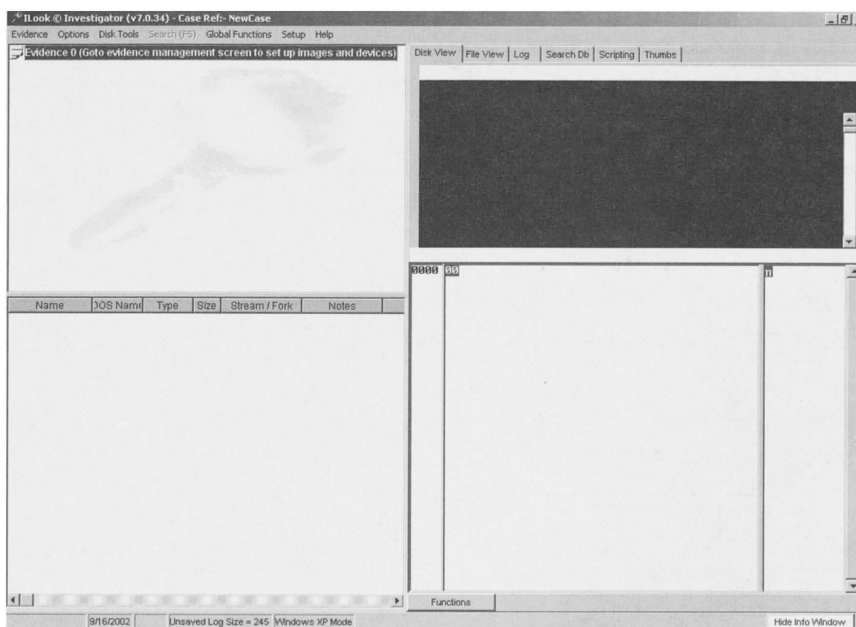 ILook © Investigator (v7.0.34) - Case Ref:- NewCase
Evidence Options Disk Tools Search (F5) Global Functions Setup Help
Evidence 0 (Goto evidence management screen to set up images and devices)
Disk View File View Log Search Db Scripting Thumbs
0000 00
Name DOS Name Type Size Stream / Fork Notes
Functions
9/16/2002 Unsaved Log Size = 245 Windows XP Mode Hide Info Window